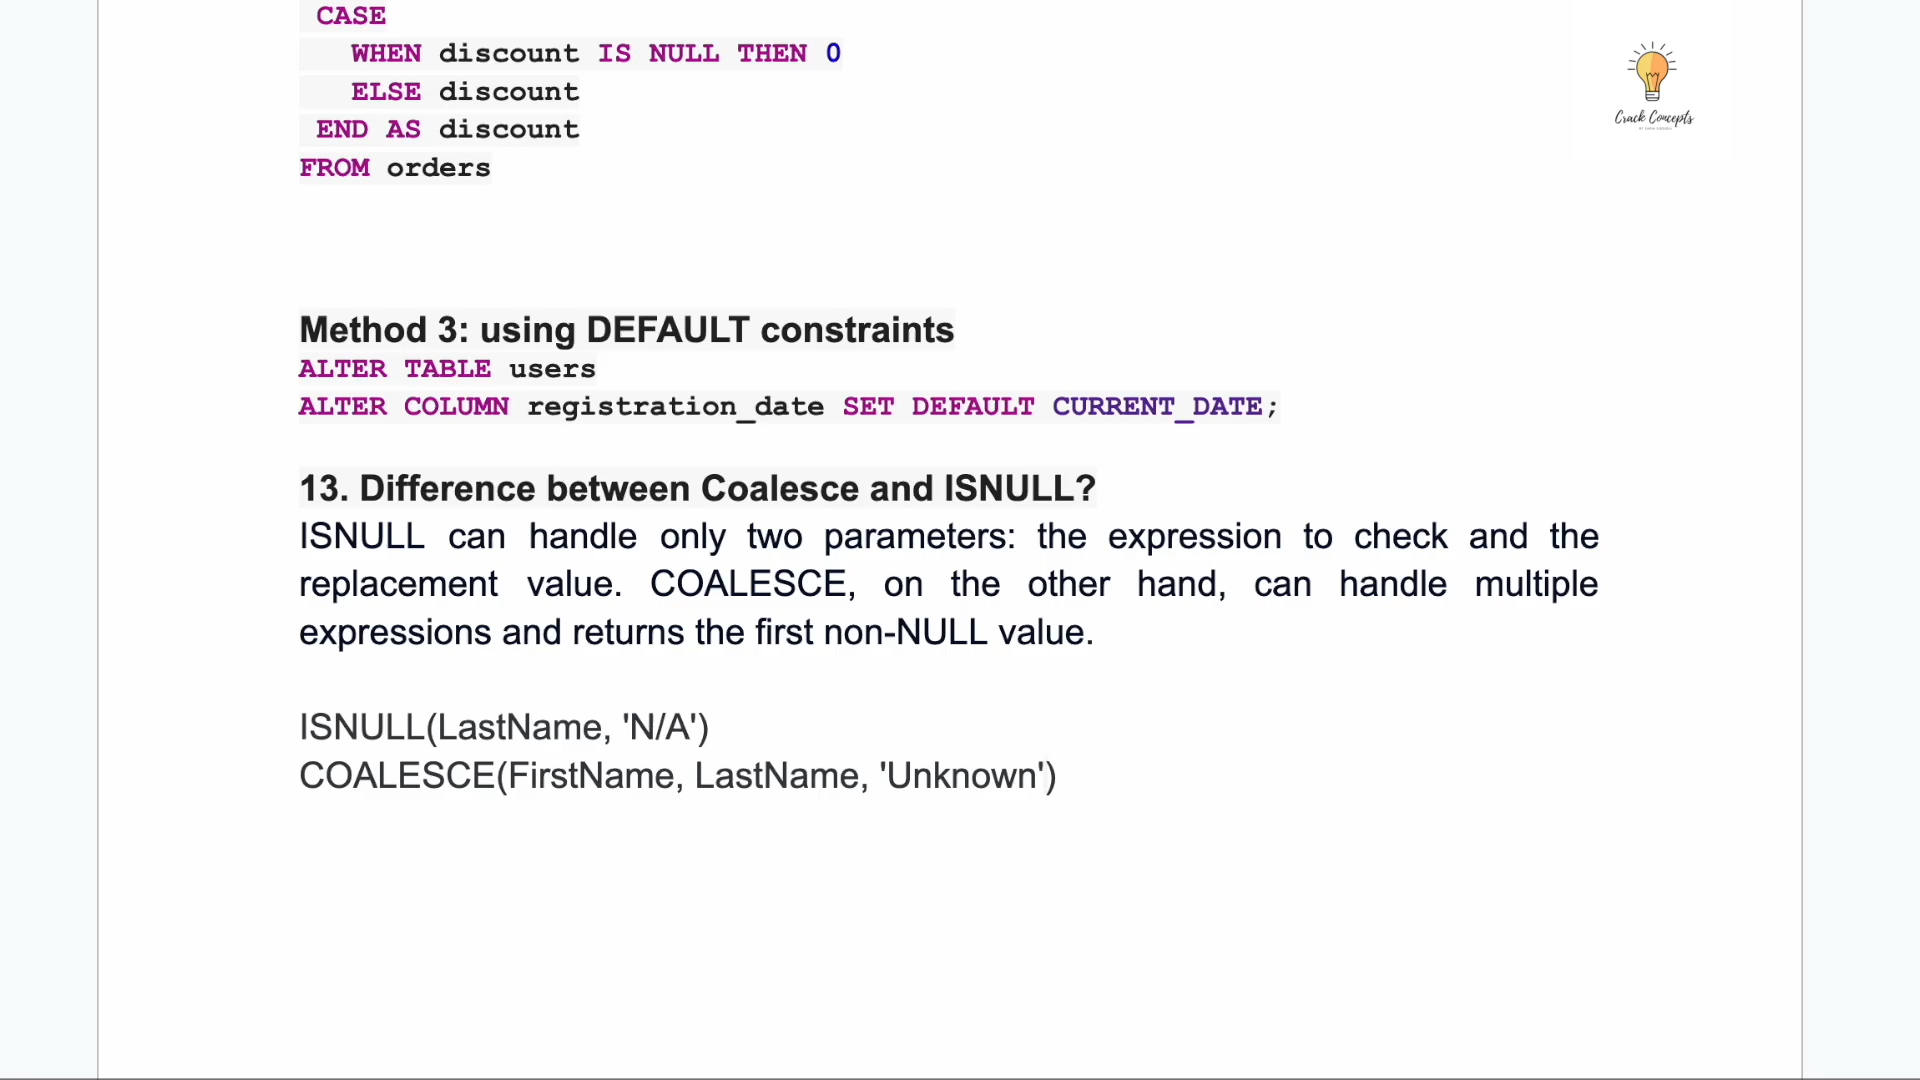 CASE
WHEN discount IS NULL THEN 0
ELSE discount
END AS discount
FROM orders
Crack Concepts
Method 3: using DEFAULT constraints
ALTER TABLE users
ALTER COLUMN registration_date SET DEFAULT CURRENT_DATE;
13. Difference between Coalesce and ISNULL?
ISNULL can handle only two parameters: the expression to check and the
replacement value. COALESCE, on the other hand, can handle multiple
expressions and returns the first non-NULL value.
ISNULL(LastName, 'N/A')
COALESCE(FirstName, LastName, 'Unknown')